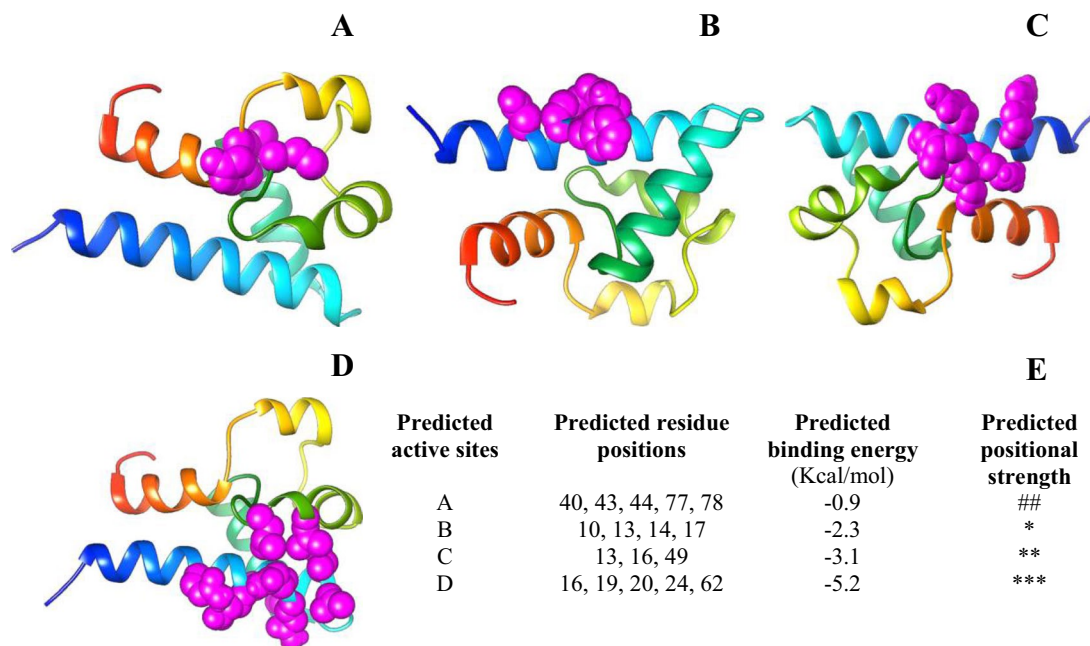 A
B
C
D
E
Predicted active sites Predicted residue positions Predicted binding energy (Kcal/mol) Predicted positional strength
A 40, 43, 44, 77, 78 -0.9 ##
B 10, 13, 14, 17 -2.3 *
C 13, 16, 49 -3.1 **
D 16, 19, 20, 24, 62 -5.2 ***